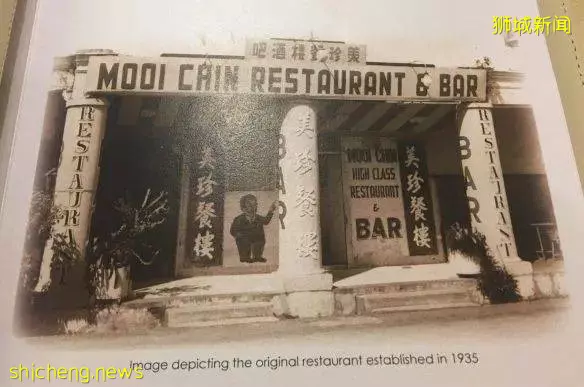 狮城新闻
美珍餐樓酒吧
MOOI CHIN RESTAURANT & BAR
RESTAURA
美珍餐樓
BAR
美珍餐樓
MOOI CHIN
HIGH CLASS
RESTAURANT
&
BAR
美珍餐樓
BAR
RESTAURANT
Image depicting the original restaurant established in 1935
shicheng.news